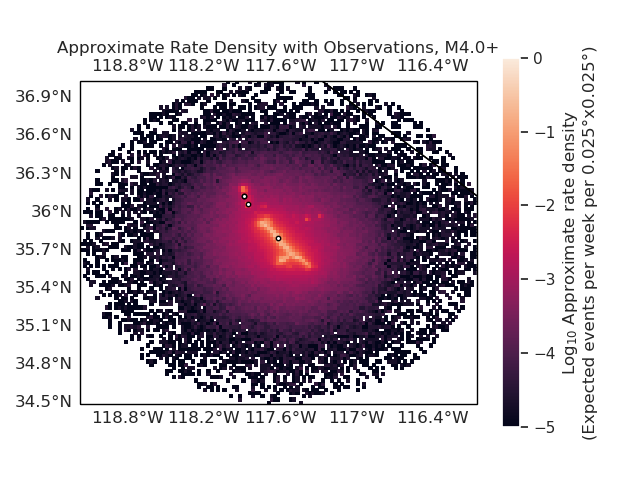 Approximate Rate Density with Observations, M4.0+
118.8°W 118.2°W 117.6°W 117°W 116.4°W
36.9°N
36.6°N
36.3°N
36°N
35.7°N
35.4°N
35.1°N
34.8°N
34.5°N
118.8°W 118.2°W 117.6°W 117°W 116.4°W
0
−1
−2
−3
−4
−5
Log₁₀ Approximate rate density
(Expected events per week per 0.025°x0.025°)